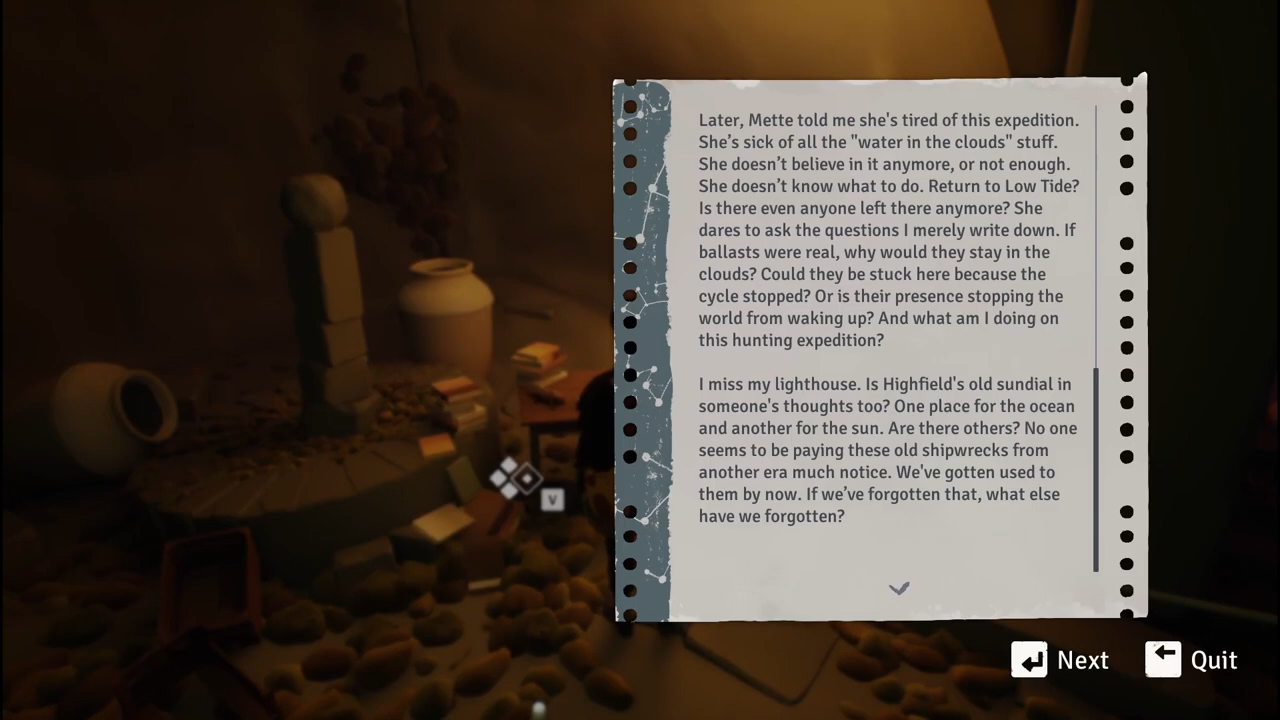 Later, Mette told me she's tired of this expedition.
She’s sick of all the "water in the clouds" stuff.
She doesn’t believe in it anymore, or not enough.
She doesn’t know what to do. Return to Low Tide?
Is there even anyone left there anymore? She
dares to ask the questions I merely write down. If
ballasts were real, why would they stay in the
clouds? Could they be stuck here because the
cycle stopped? Or is their presence stopping the
world from waking up? And what am I doing on
this hunting expedition?
I miss my lighthouse. Is Highfield's old sundial in
someone's thoughts too? One place for the ocean
and another for the sun. Are there others? No one
seems to be paying these old shipwrecks from
another era much notice. We've gotten used to
them by now. If we’ve forgotten that, what else
have we forgotten?
V
Next
Quit